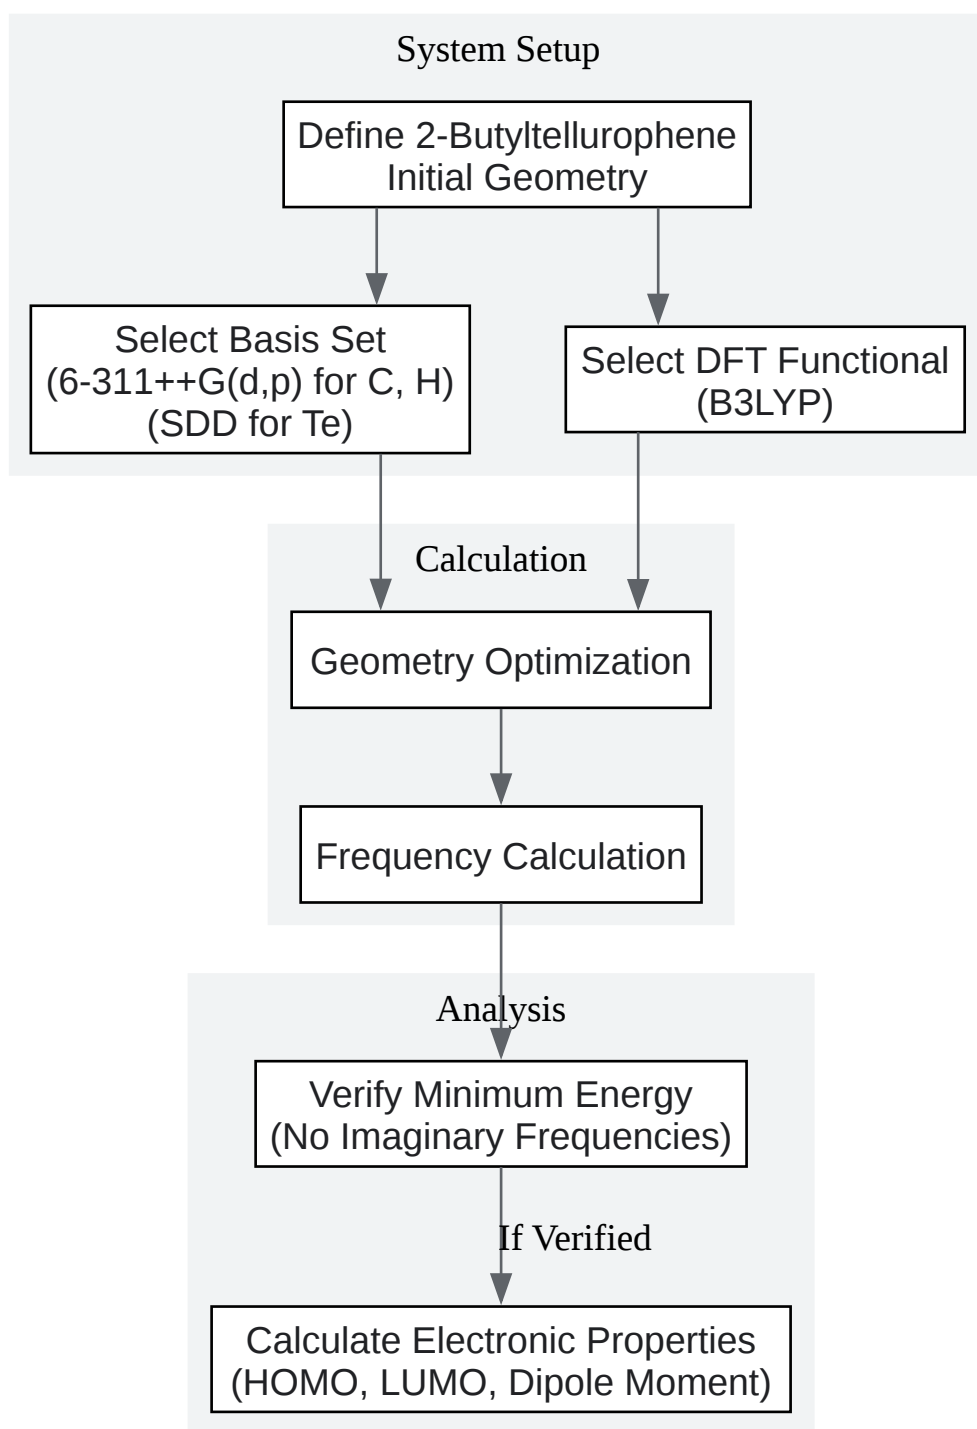 System Setup
Define 2-Butyltellurophene
Initial Geometry
Select Basis Set
(6-311++G(d,p) for C, H)
(SDD for Te)
Select DFT Functional
(B3LYP)
Calculation
Geometry Optimization
Frequency Calculation
Analysis
Verify Minimum Energy
(No Imaginary Frequencies)
If Verified
Calculate Electronic Properties
(HOMO, LUMO, Dipole Moment)